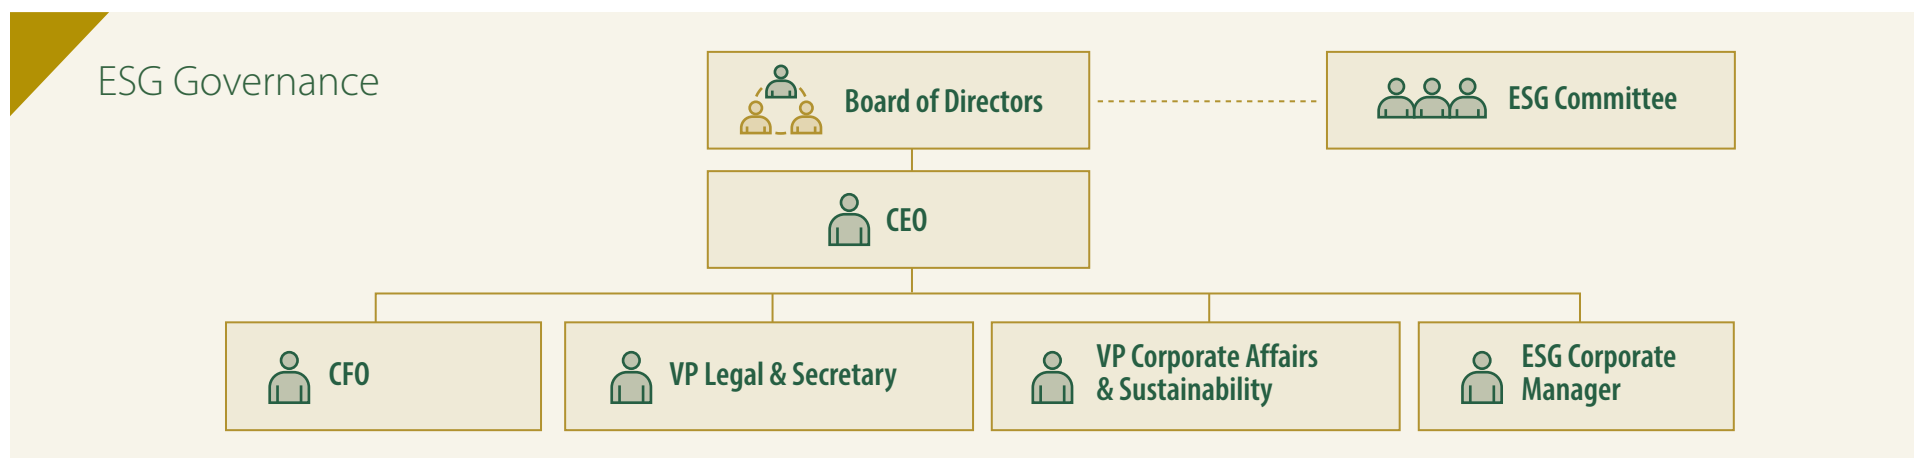 ESG Governance
Board of Directors
ESG Committee
CEO
CFO
VP Legal & Secretary
VP Corporate Affairs
& Sustainability
ESG Corporate
Manager